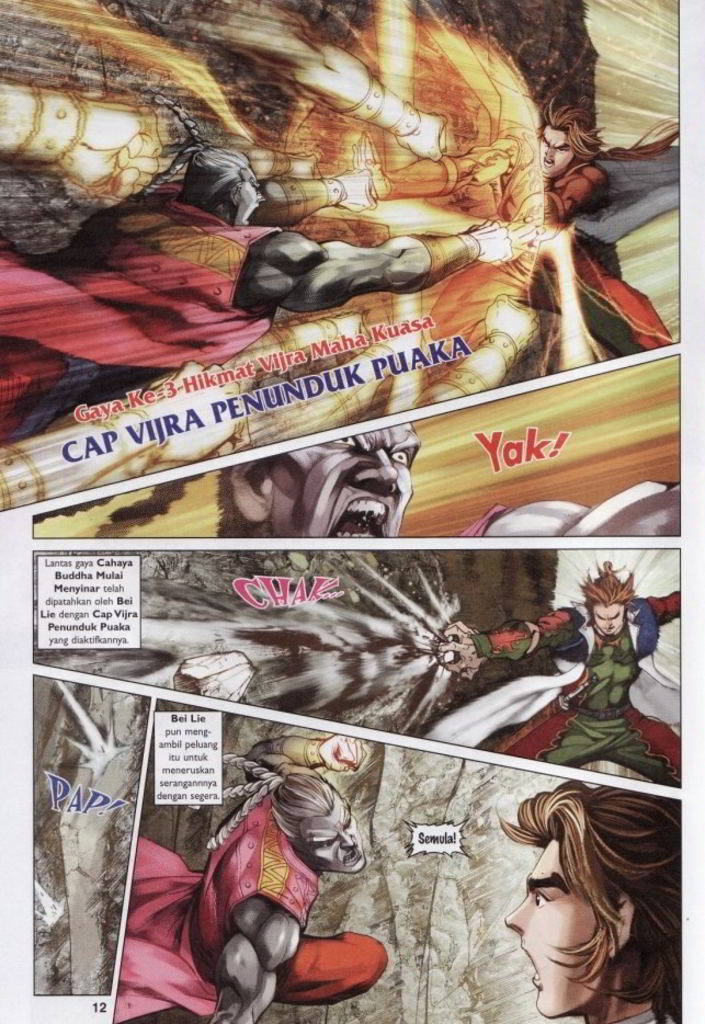 Gaya Ke-3 Hikmat Vijra Maha Kuasa
CAP VIJRA PENUNDUK PUAKA
Yak!
Lantas gaya Cahaya
Buddha Mulai
Menyinar telah
dipatahkan oleh Bei
Lie dengan Cap Vijra
Penunduk Puaka
yang diaktifkannya.
CHAK...
PAP!
Bei Lie
pun meng-
ambil peluang
itu untuk
meneruskan
serangannnya
dengan segera.
Semula!
12